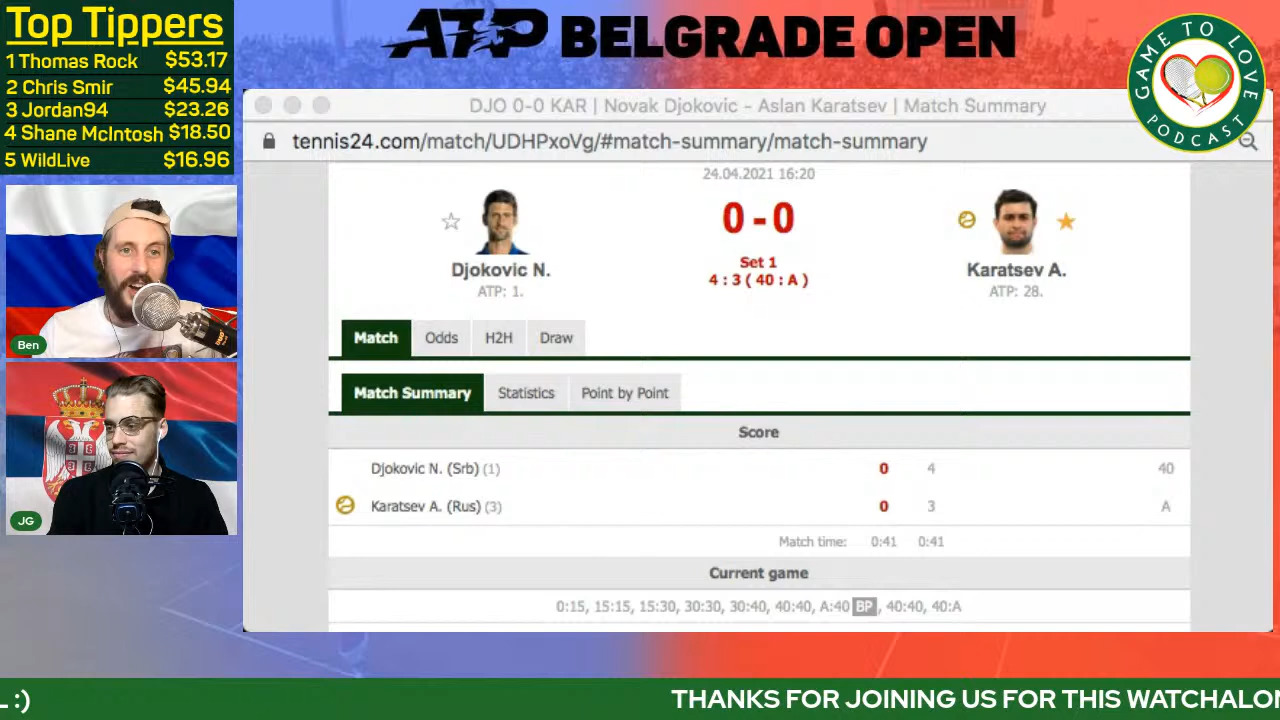 Top Tippers
1 Thomas Rock $53.17
2 Chris Smir $45.94
3 Jordan94 $23.26
4 Shane McIntosh $18.50
5 WildLive $16.96
ATP BELGRADE OPEN
GAME TO LOVE
PODCAST
DJO 0-0 KAR | Novak Djokovic - Aslan Karatsev | Match Summary
tennis24.com/match/UDHPxoVg/#match-summary/match-summary
24.04.2021 16:20
0 - 0
Set 1
4 : 3 ( 40 : A )
Djokovic N.
ATP: 1.
Karatsev A.
ATP: 28.
Match Odds H2H Draw
Match Summary Statistics Point by Point
Score
Djokovic N. (Srb) (1) 0 4 40
Karatsev A. (Rus) (3) 0 3 A
Match time: 0:41 0:41
Current game
0:15, 15:15, 15:30, 30:30, 30:40, 40:40, A:40 BP , 40:40, 40:A
Ben
JG
L :) THANKS FOR JOINING US FOR THIS WATCHALON